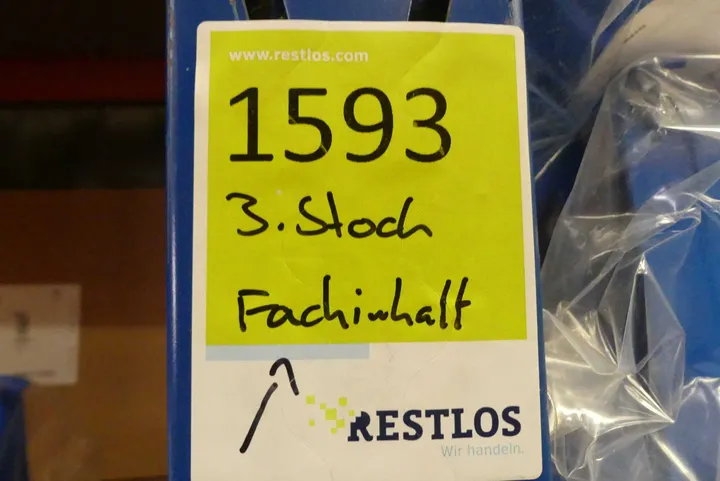 www.restlos.com
1593
3. Stock
Fachinhalt
RESTLOS
Wir handeln.